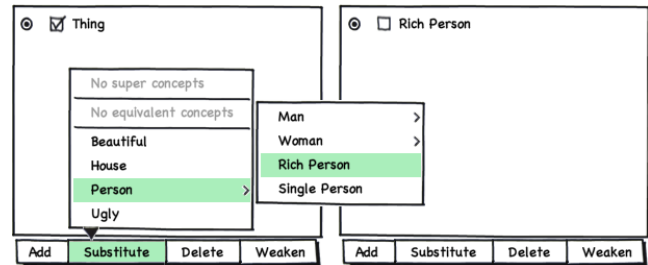 Thing
No super concepts
No equivalent concepts
Beautiful
House
Person
Ugly
Man
Woman
Rich Person
Single Person
Add Substitute Delete Weaken
Rich Person
Add Substitute Delete Weaken